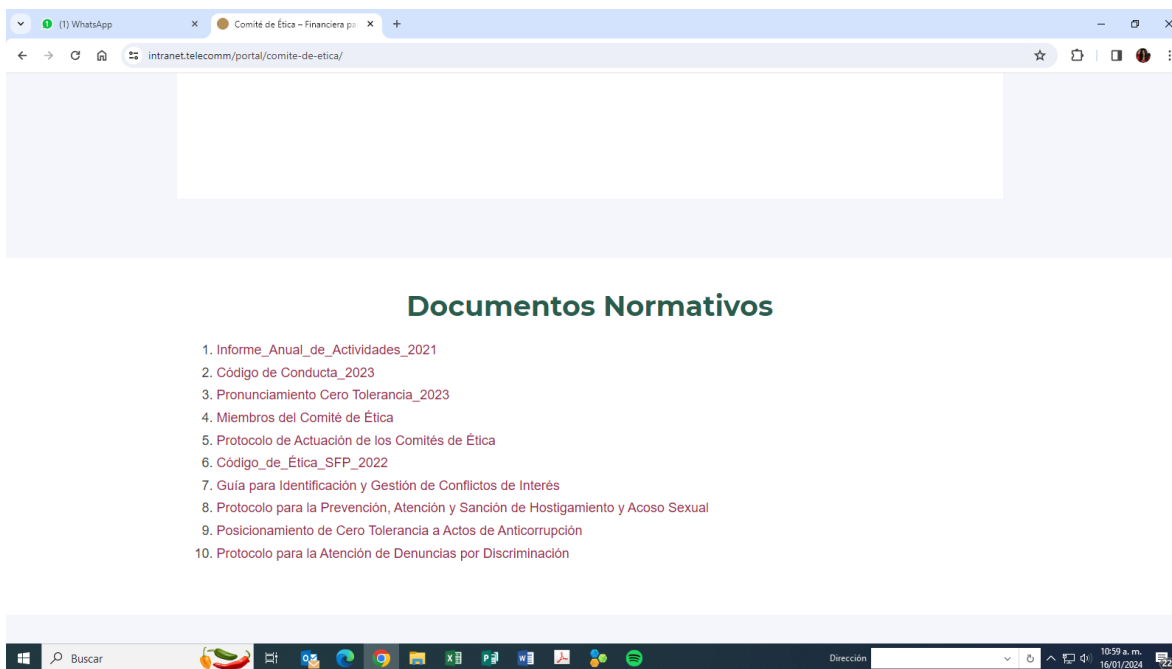 (1) WhatsApp
Comité de Ética – Financiera pa
intranet.telecomm/portal/comite-de-etica/
Documentos Normativos
1. Informe_Anual_de_Actividades_2021
2. Código de Conducta_2023
3. Pronunciamiento Cero Tolerancia_2023
4. Miembros del Comité de Ética
5. Protocolo de Actuación de los Comités de Ética
6. Código_de_Ética_SFP_2022
7. Guía para Identificación y Gestión de Conflictos de Interés
8. Protocolo para la Prevención, Atención y Sanción de Hostigamiento y Acoso Sexual
9. Posicionamiento de Cero Tolerancia a Actos de Anticorrupción
10. Protocolo para la Atención de Denuncias por Discriminación
Buscar
Dirección
10:59 a. m.
16/01/2024
22